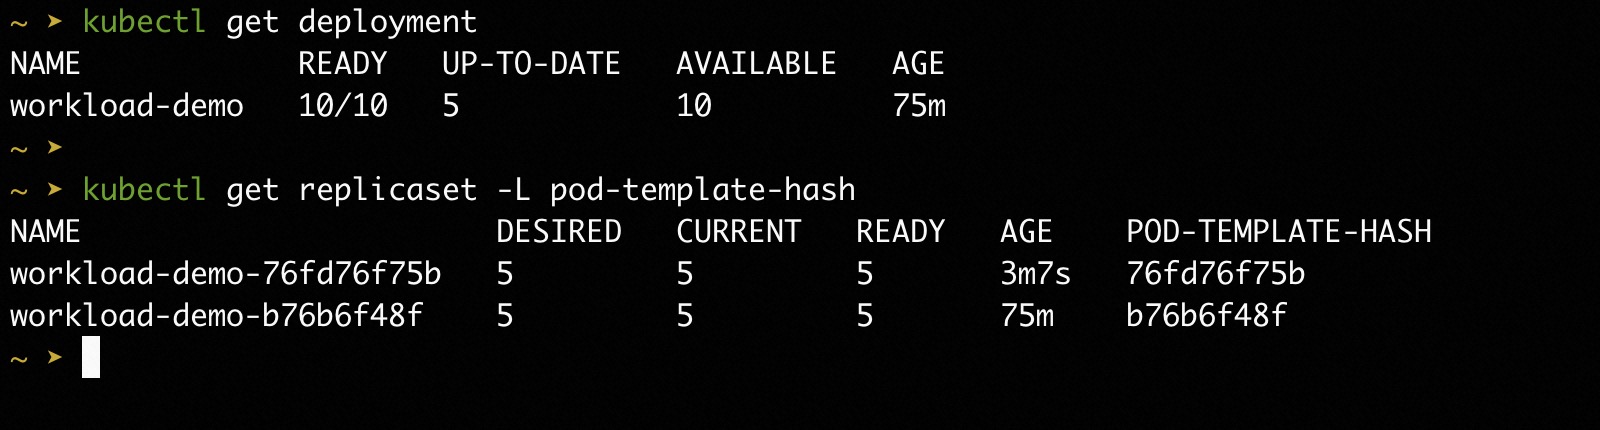 ~ ➤ kubectl get deployment
NAME            READY   UP-TO-DATE   AVAILABLE   AGE
workload-demo   10/10   5            10          75m
~ ➤
~ ➤ kubectl get replicaset -L pod-template-hash
NAME                       DESIRED   CURRENT   READY   AGE    POD-TEMPLATE-HASH
workload-demo-76fd76f75b   5         5         5       3m7s   76fd76f75b
workload-demo-b76b6f48f    5         5         5       75m    b76b6f48f
~ ➤